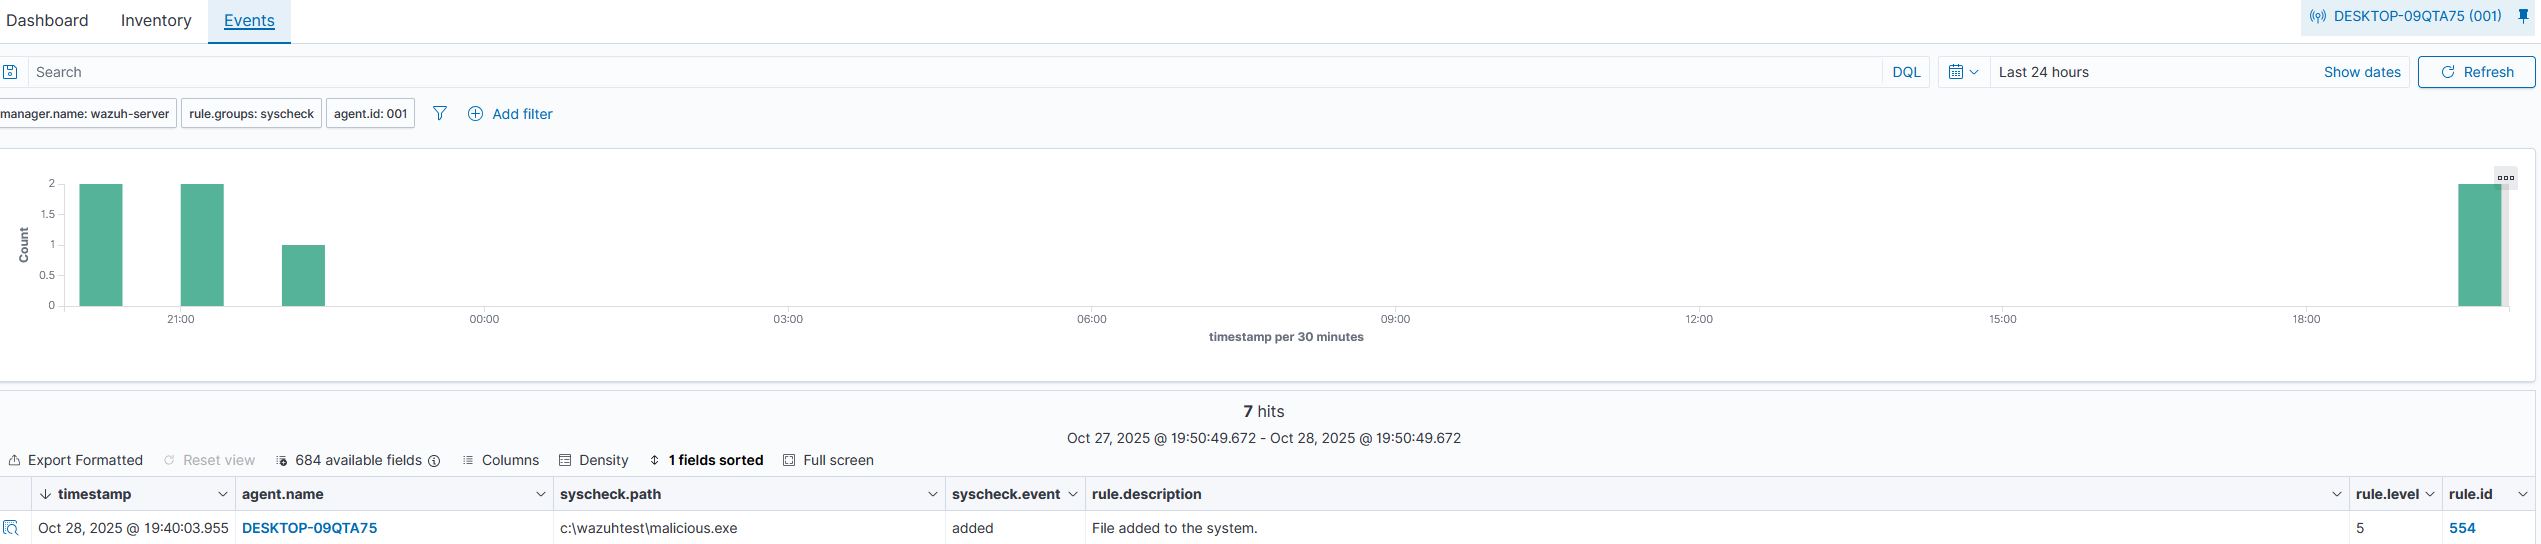 Dashboard Inventory Events DESKTOP-09QTA75 (001)
Search DQL Last 24 hours Show dates Refresh
manager.name: wazuh-server rule.groups: syscheck agent.id: 001 Add filter
2
1.5
1
0.5
0
Count
21:00 00:00 03:00 06:00 09:00 12:00 15:00 18:00
timestamp per 30 minutes
7 hits
Oct 27, 2025 @ 19:50:49.672 - Oct 28, 2025 @ 19:50:49.672
Export Formatted Reset view 684 available fields Columns Density 1 fields sorted Full screen
timestamp agent.name syscheck.path syscheck.event rule.description rule.level rule.id
Oct 28, 2025 @ 19:40:03.955 DESKTOP-09QTA75 c:\wazuhtest\malicious.exe added File added to the system. 5 554